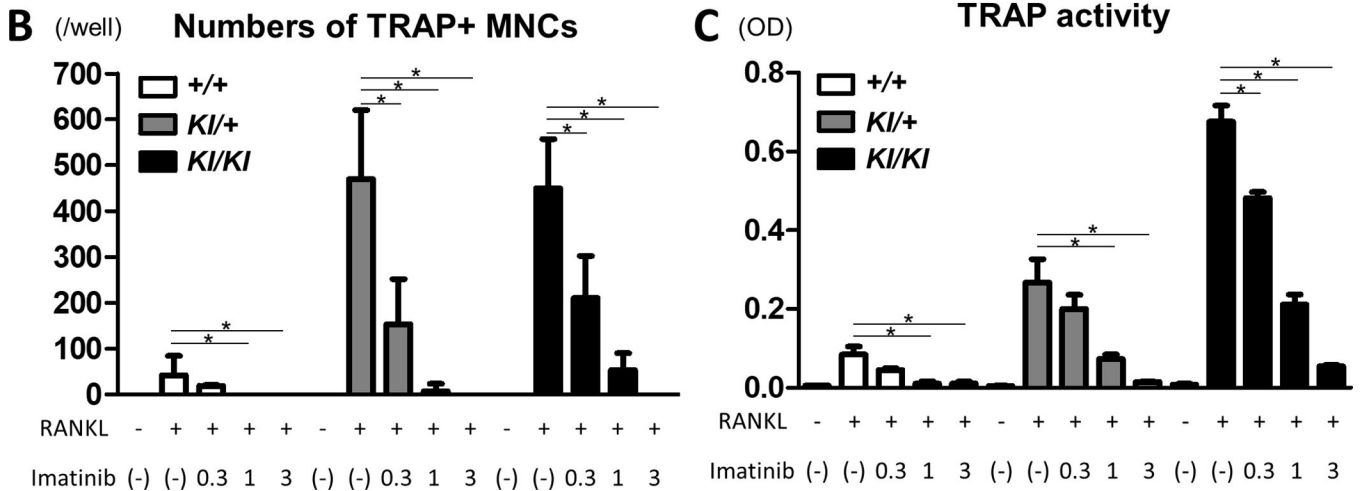 B (/well) Numbers of TRAP+ MNCs
700
600
500
400
300
200
100
0
+/+
KI/+
KI/KI
* * *
* * *
* *
RANKL - + + + + - + + + + - + + + +
Imatinib (-) (-) 0.3 1 3 (-) (-) 0.3 1 3 (-) (-) 0.3 1 3
C (OD) TRAP activity
0.8
0.6
0.4
0.2
0.0
+/+
KI/+
KI/KI
* * *
* *
* *
- + + + + - + + + + - + + + +
(-) (-) 0.3 1 3 (-) (-) 0.3 1 3 (-) (-) 0.3 1 3